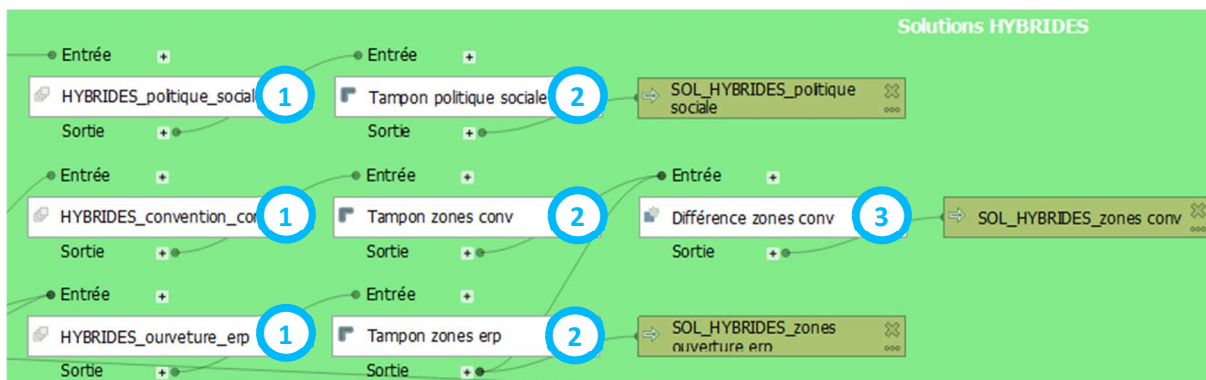 Solutions HYBRIDES
Entrée + Entrée +
HYBRIDES_politique_social 1 Tampon politique sociale 2 SOL_HYBRIDES_politique
sociale
Sortie + Sortie +
Entrée + Entrée + Entrée +
HYBRIDES_convention_con 1 Tampon zones conv 2 Différence zones conv 3 SOL_HYBRIDES_zones conv
Sortie + Sortie + Sortie +
Entrée + Entrée +
HYBRIDES_ourveture_erp 1 Tampon zones erp 2 SOL_HYBRIDES_zones
ouverture erp
Sortie + Sortie +